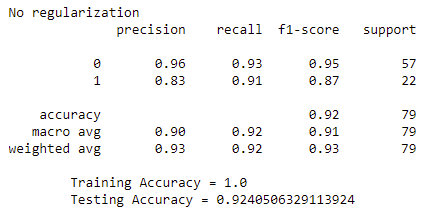 No regularization
precision recall f1-score support
0 0.96 0.93 0.95 57
1 0.83 0.91 0.87 22
accuracy 0.92 79
macro avg 0.90 0.92 0.91 79
weighted avg 0.93 0.92 0.93 79
Training Accuracy = 1.0
Testing Accuracy = 0.9240506329113924